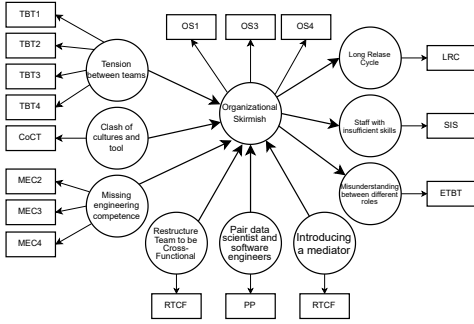 TBT1
TBT2
TBT3
TBT4
CoCT
MEC2
MEC3
MEC4
Tension
between teams
Clash of
cultures and
tool
Missing
engineering
competence
OS1
OS3
OS4
Organizational
Skirmish
Long Relase
Cycle
LRC
Staff with
insufficient skills
SIS
Misunderstanding
between different
roles
ETBT
Restructure
Team to be
Cross-
Functional
Pair data
scientist and
software
engineers
Introducing
a mediator
RTCF
PP
RTCF